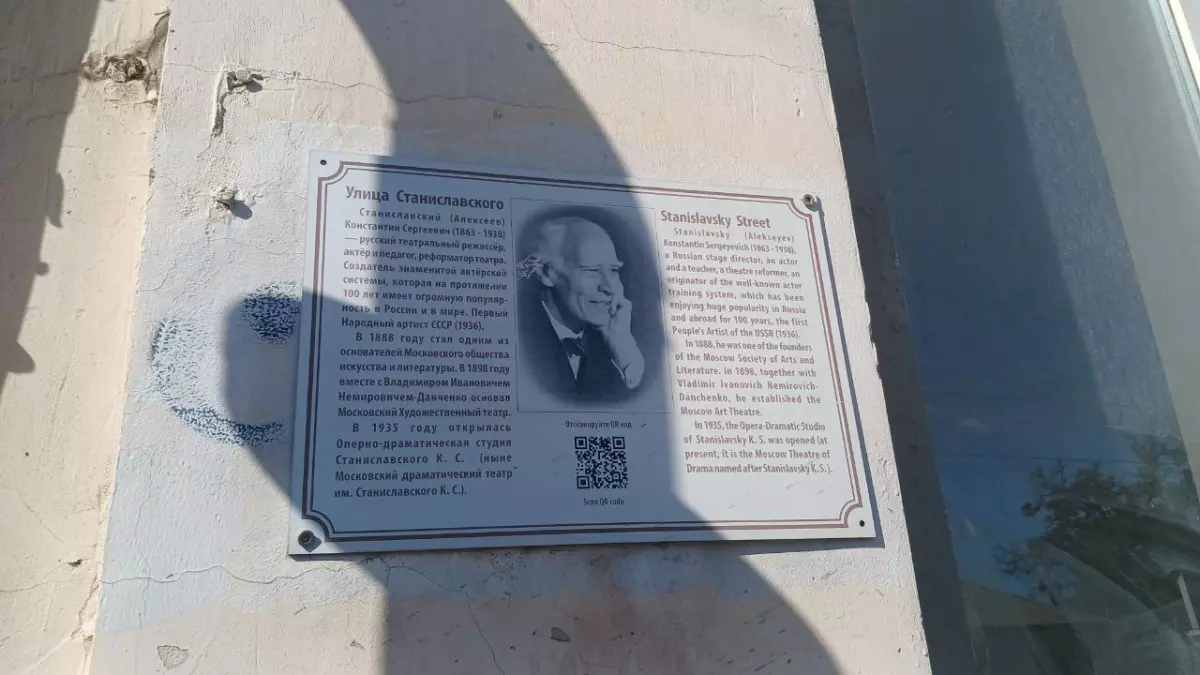 Улица Станиславского
Станиславский (Алексеев)
Константин Сергеевич (1863 - 1938)
— русский театральный режиссёр,
актёр и педагог, реформатор театра.
Создатель знаменитой актёрской
системы, которая на протяжении
100 лет имеет огромную популяр-
ность в России и в мире. Первый
Народный артист СССР (1936).
В 1888 году стал одним из
основателей Московского общества
искусства и литературы. В 1898 году
вместе с Владимиром Ивановичем
Немировичем-Данченко основал
Московский Художественный театр.
В 1935 году открылась
Оперно-драматическая студия
Станиславского К. С. (ныне
Московский драматический театр
им. Станиславского К. С.).
Отсканируйте QR код
Scan QR code
Stanislavsky Street
Stanislavsky (Alekseyev)
Konstantin Sergeyevich (1863 - 1938),
a Russian stage director, an actor
and a teacher, a theatre reformer, an
originator of the well-known actor
training system, which has been
enjoying huge popularity in Russia
and abroad for 100 years, the first
People's Artist of the USSR (1936).
In 1888, he was one of the founders
of the Moscow Society of Arts and
Literature. In 1898, together with
Vladimir Ivanovich Nemirovich-
Danchenko, he established the
Moscow Art Theatre.
In 1935, the Opera-Dramatic Studio
of Stanislavsky K. S. was opened (at
present, it is the Moscow Theatre of
Drama named after Stanislavsky K. S.).